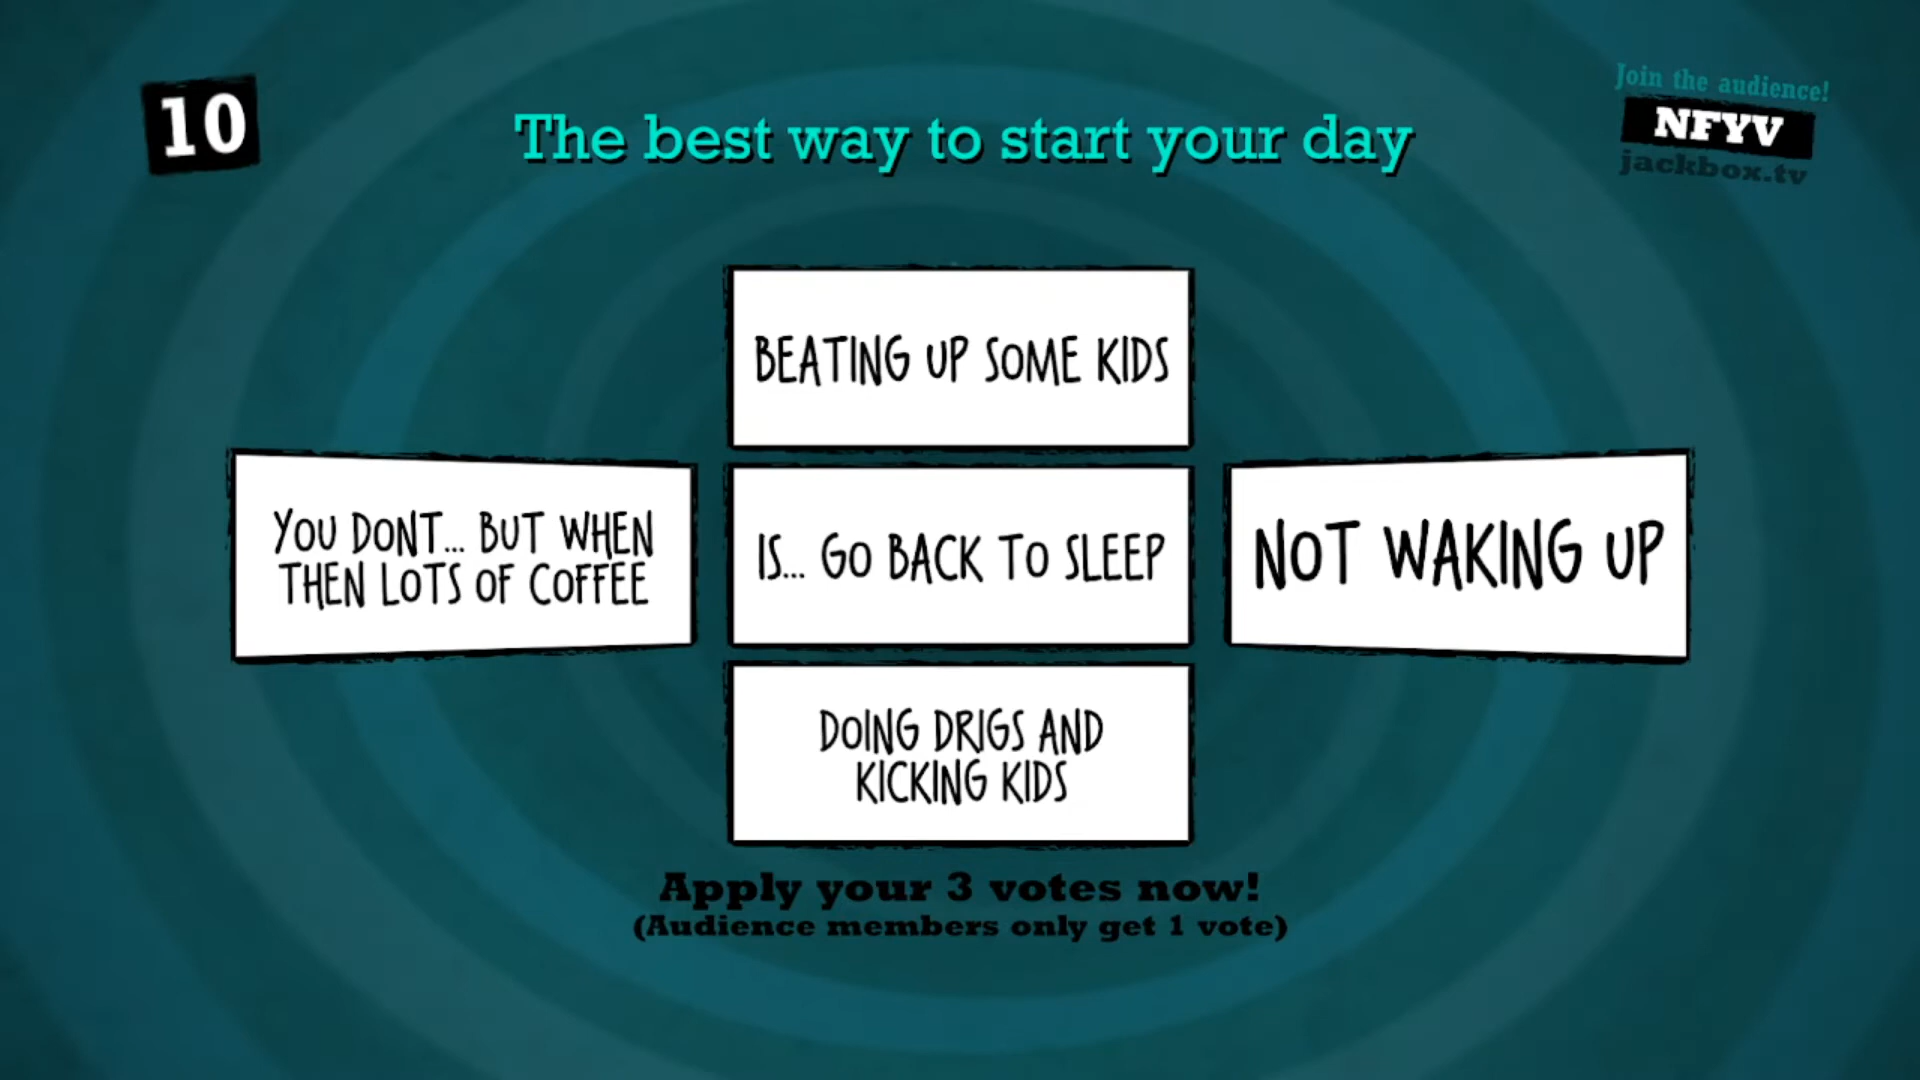 10
The best way to start your day
Join the audience!
NFYV
jackbox.tv
BEATING UP SOME KIDS
YOU DONT... BUT WHEN
THEN LOTS OF COFFEE
IS... GO BACK TO SLEEP
NOT WAKING UP
DOING DRIGS AND
KICKING KIDS
Apply your 3 votes now!
(Audience members only get 1 vote)